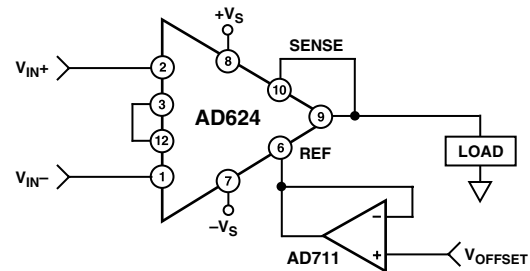 +VS
SENSE
VIN+
2
8
10
3
AD624
9
12
6
REF
LOAD
VIN–
1
7
–VS
–
AD711
+
VOFFSET